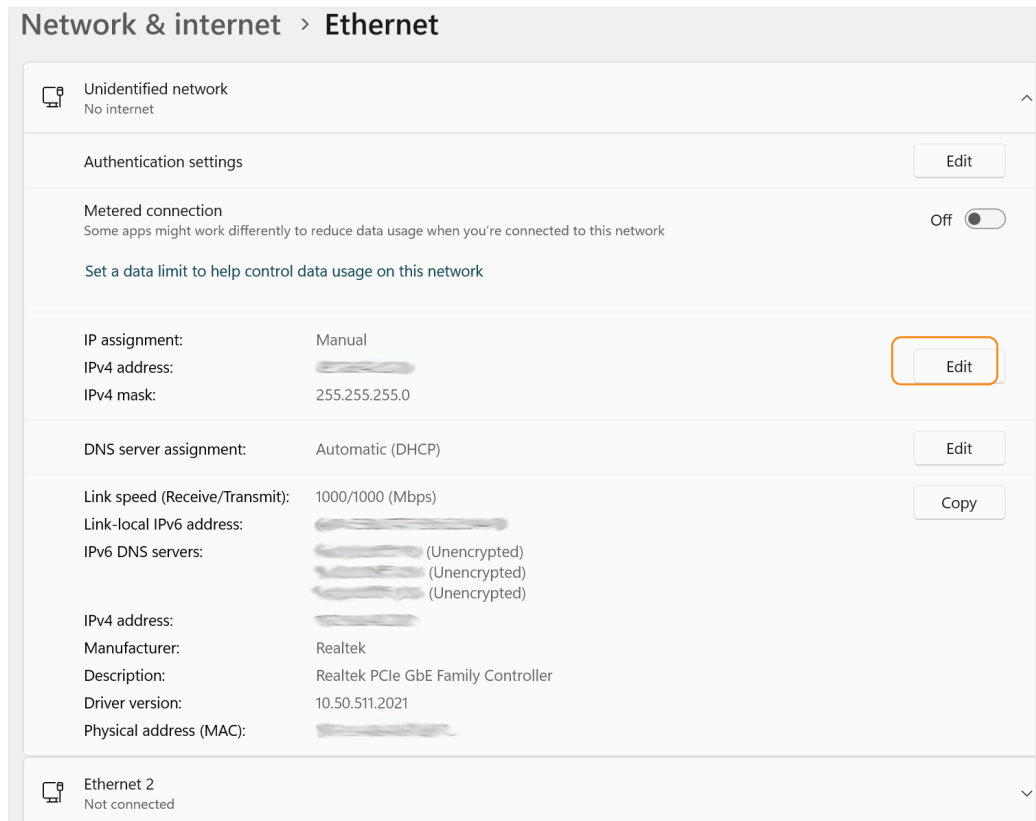 Network & internet > Ethernet
Unidentified network
No internet
Authentication settings
Edit
Metered connection
Some apps might work differently to reduce data usage when you're connected to this network
Off
Set a data limit to help control data usage on this network
IP assignment: Manual
IPv4 address:
Edit
IPv4 mask: 255.255.255.0
DNS server assignment: Automatic (DHCP)
Edit
Link speed (Receive/Transmit): 1000/1000 (Mbps)
Copy
Link-local IPv6 address:
IPv6 DNS servers: (Unencrypted)
(Unencrypted)
(Unencrypted)
IPv4 address:
Manufacturer: Realtek
Description: Realtek PCIe GbE Family Controller
Driver version: 10.50.511.2021
Physical address (MAC):
Ethernet 2
Not connected